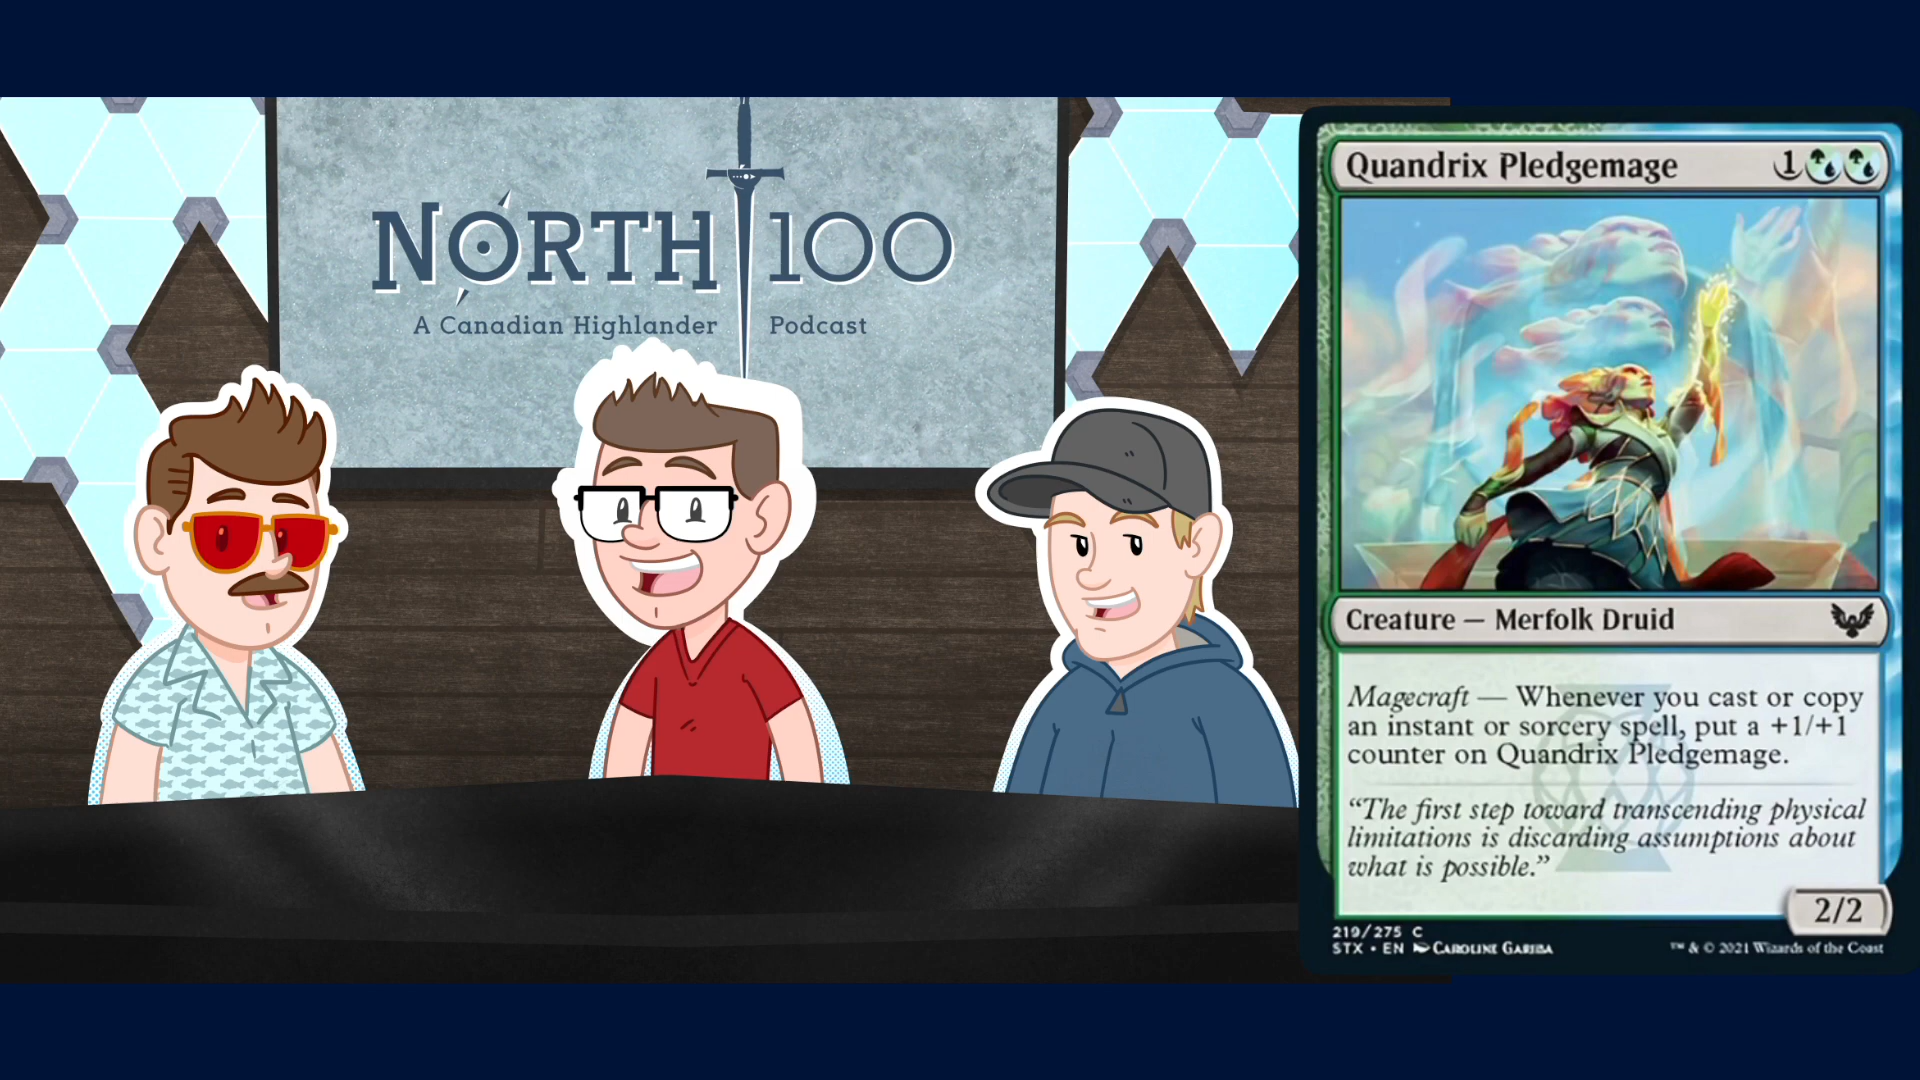 NORTH 100
A Canadian Highlander Podcast
Quandrix Pledgemage 1
Creature — Merfolk Druid
Magecraft — Whenever you cast or copy
an instant or sorcery spell, put a +1/+1
counter on Quandrix Pledgemage.
“The first step toward transcending physical
limitations is discarding assumptions about
what is possible.”
2/2
219/275 C
STX • EN CAROLINE GARIBA
™ & © 2021 Wizards of the Coast